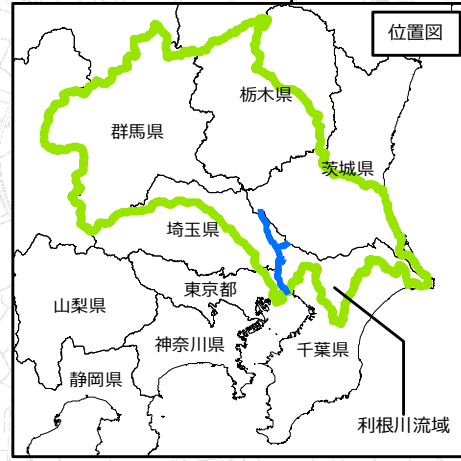 位置図
栃木県
群馬県
茨城県
埼玉県
東京都
山梨県
神奈川県
千葉県
静岡県
利根川流域